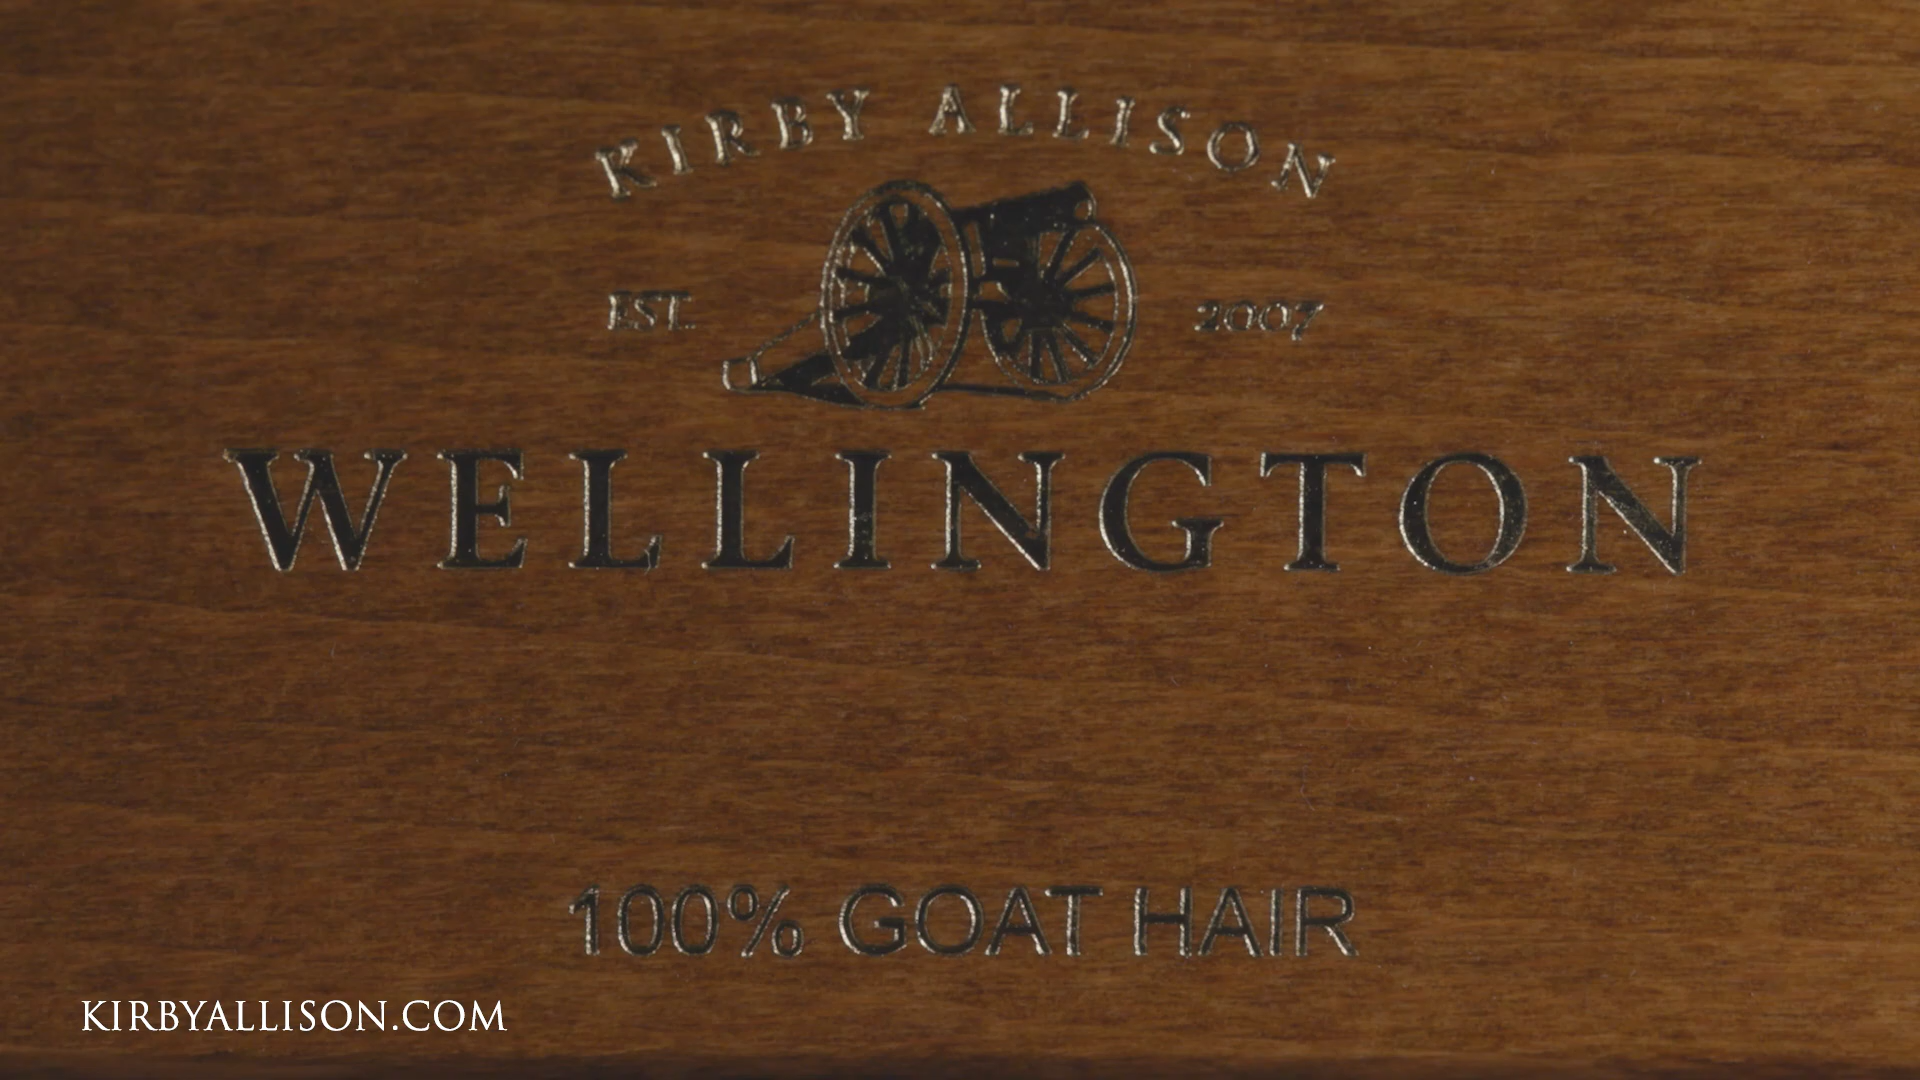 KIRBY ALLISON
EST. 2007
WELLINGTON
100% GOAT HAIR
KIRBYALLISON.COM